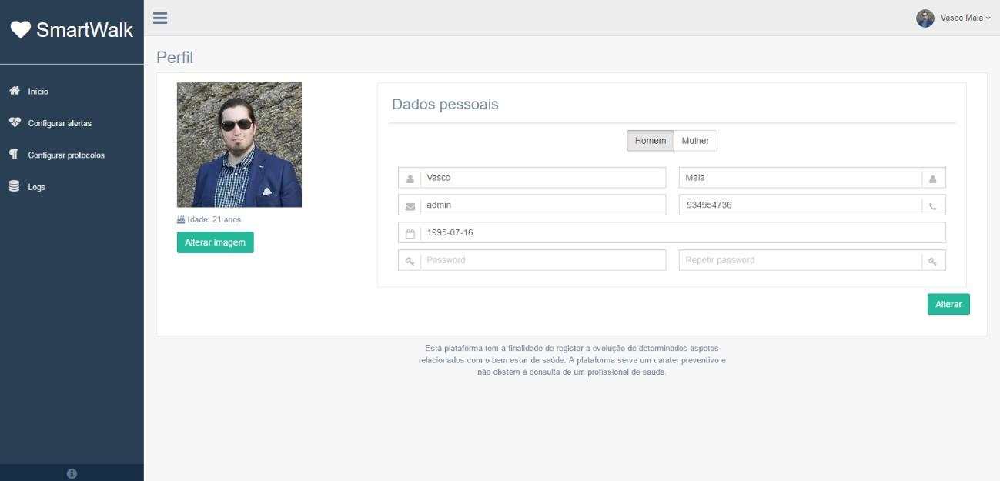 SmartWalk
Vasco Maia
Início
Configurar alertas
Configurar protocolos
Logs
Perfil
Idade: 21 anos
Alterar imagem
Dados pessoais
Homem Mulher
Vasco Maia
admin 934954736
1995-07-16
Password Repetir password
Alterar
Esta plataforma tem a finalidade de registar a evolução de determinados aspetos
relacionados com o bem estar de saúde. A plataforma serve um carater preventivo e
não obstém à consulta de um profissional de saúde.